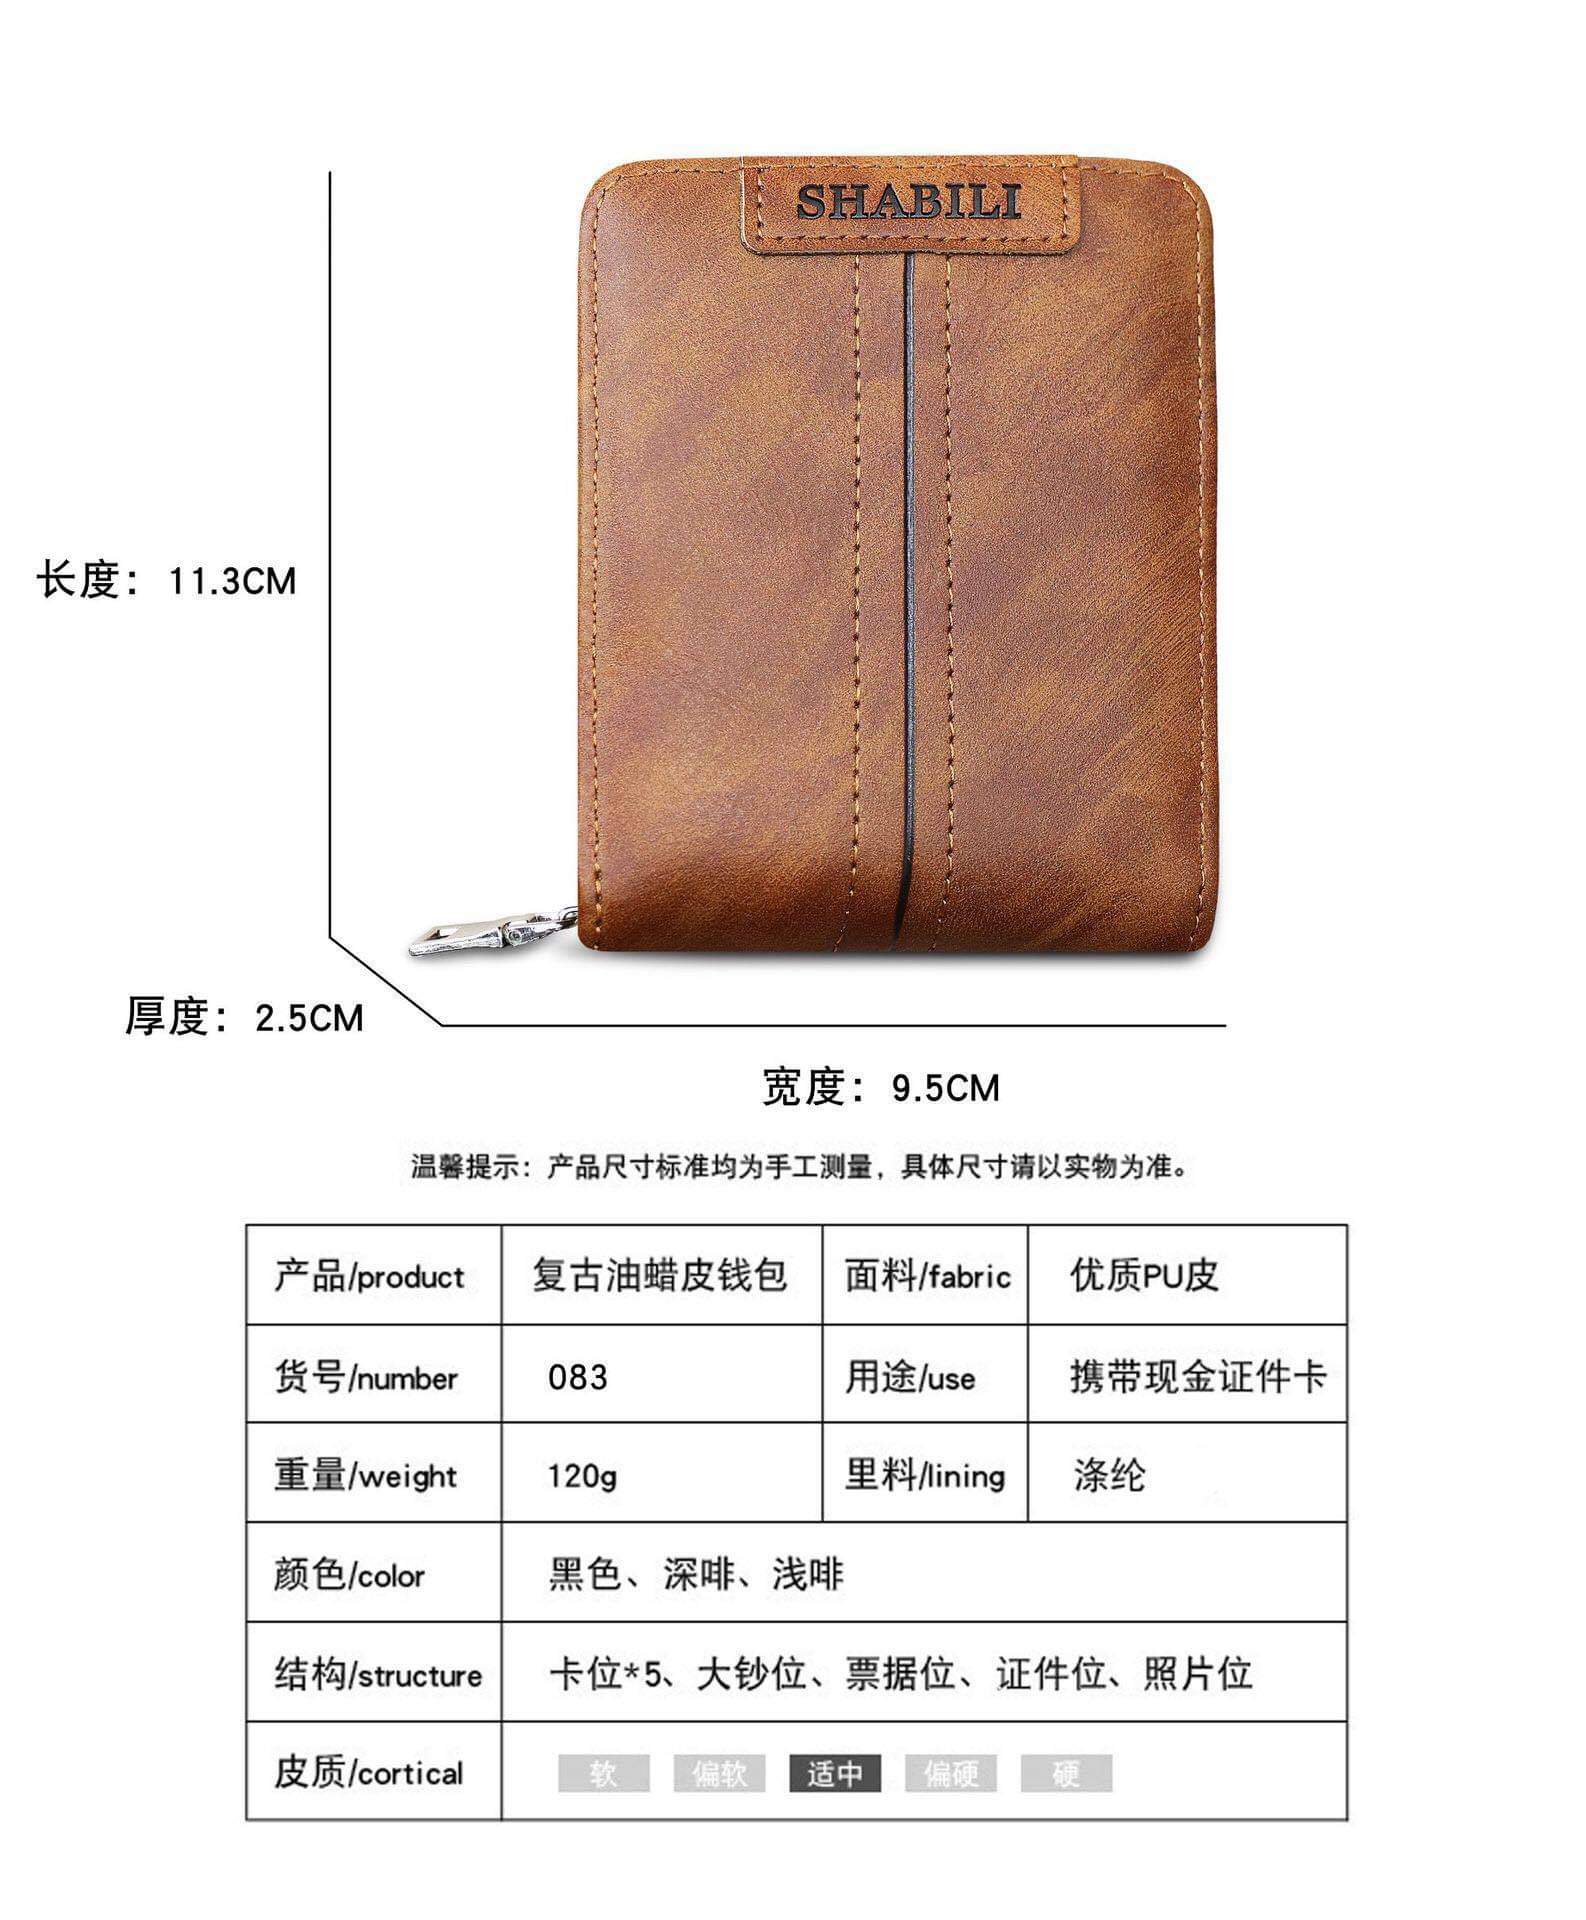 SHABILI
长度：11.3CM
厚度：2.5CM
宽度：9.5CM
温馨提示：产品尺寸标准均为手工测量，具体尺寸请以实物为准。
产品/product 复古油蜡皮钱包 面料/fabric 优质PU皮
货号/number 083 用途/use 携带现金证件卡
重量/weight 120g 里料/lining 涤纶
颜色/color 黑色、深啡、浅啡
结构/structure 卡位*5、大钞位、票据位、证件位、照片位
皮质/cortical 软 偏软 适中 偏硬 硬